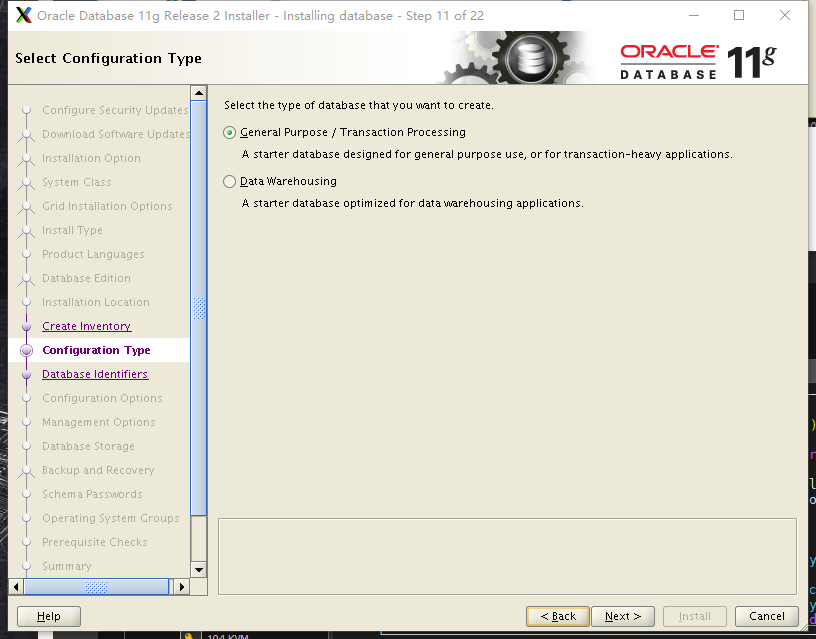 Oracle Database 11g Release 2 Installer - Installing database - Step 11 of 22
Select Configuration Type
ORACLE
DATABASE
11g
Configure Security Updates
Download Software Updates
Installation Option
System Class
Grid Installation Options
Install Type
Product Languages
Database Edition
Installation Location
Create Inventory
Configuration Type
Database Identifiers
Configuration Options
Management Options
Database Storage
Backup and Recovery
Schema Passwords
Operating System Groups
Prerequisite Checks
Summary
Select the type of database that you want to create.
General Purpose / Transaction Processing
A starter database designed for general purpose use, or for transaction-heavy applications.
Data Warehousing
A starter database optimized for data warehousing applications.
Help
< Back
Next >
Install
Cancel